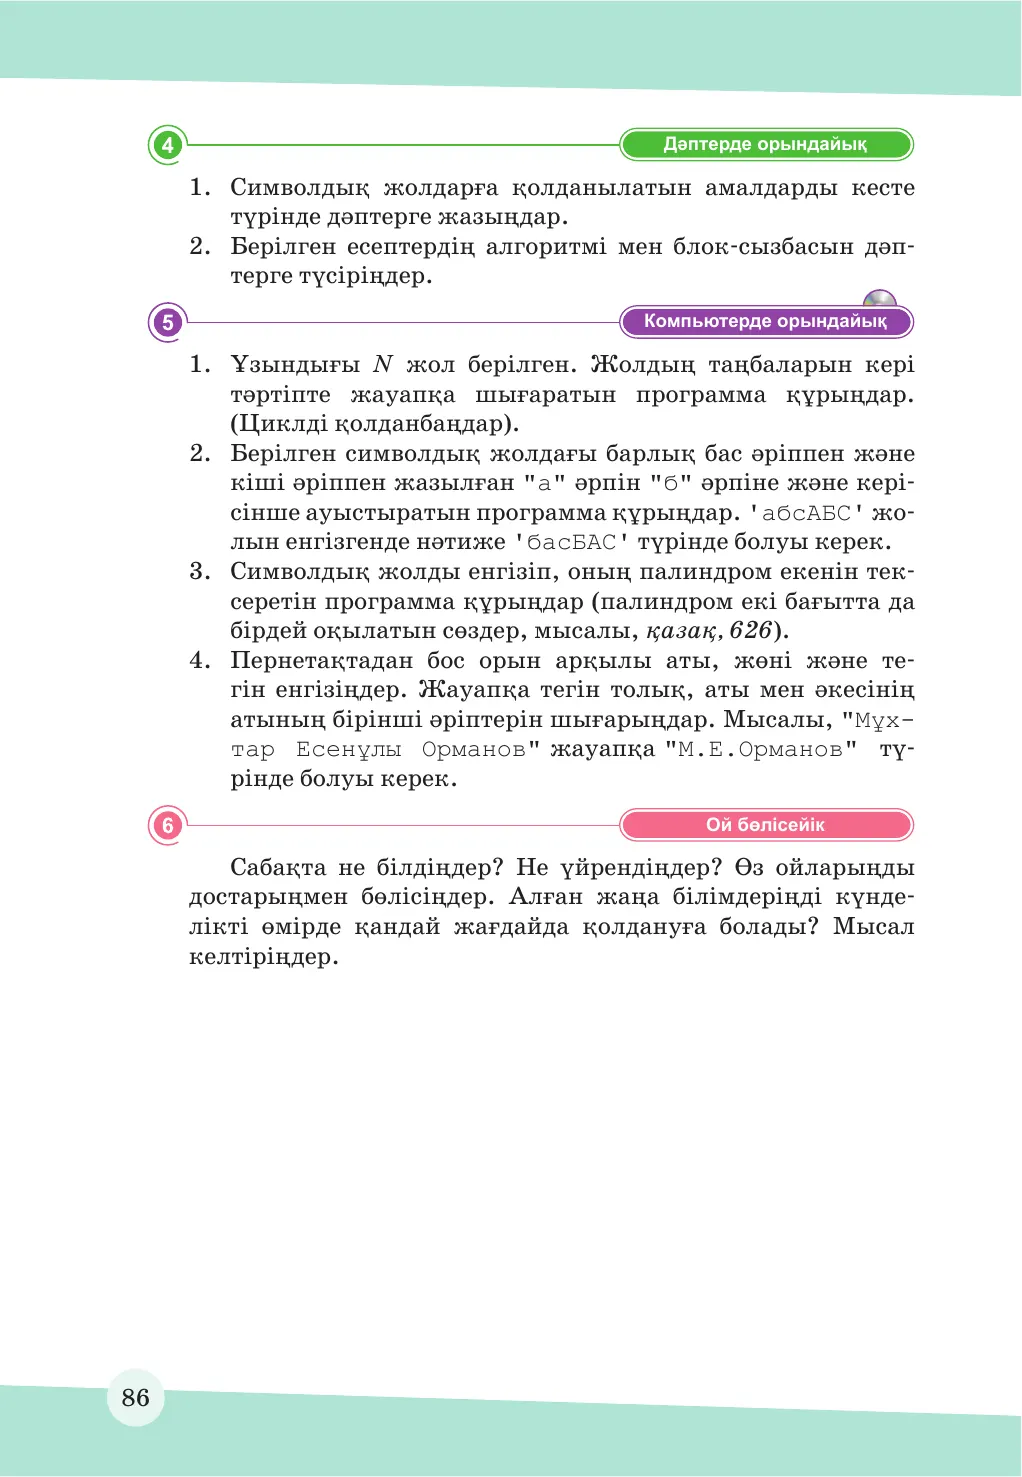 4
Дәптерде орындайық
1. Символдық жолдарға қолданылатын амалдарды кесте
түрінде дәптерге жазыңдар.
2. Берілген есептердің алгоритмі мен блок-сызбасын дәп-
терге түсіріңдер.
5
Компьютерде орындайық
1. Ұзындығы N жол берілген. Жолдың таңбаларын кері
тәртіпте жауапқа шығаратын программа құрыңдар.
(Циклді қолданбаңдар).
2. Берілген символдық жолдағы барлық бас әріппен және
кіші әріппен жазылған "а" әрпін "б" әрпіне және кері-
сінше ауыстыратын программа құрыңдар. 'абсАБС' жо-
лын енгізгенде нәтиже 'басБАС' түрінде болуы керек.
3. Символдық жолды енгізіп, оның палиндром екенін тек-
серетін программа құрыңдар (палиндром екі бағытта да
бірдей оқылатын сөздер, мысалы, қазақ, 626).
4. Пернетақтадан бос орын арқылы аты, жөні және те-
гін енгізіңдер. Жауапқа тегін толық, аты мен әкесінің
атының бірінші әріптерін шығарыңдар. Мысалы, "Мұх-
тар Есенұлы Орманов" жауапқа "М.Е.Орманов" тү-
рінде болуы керек.
6
Ой бөлісейік
Сабақта не білдіңдер? Не үйрендіңдер? Өз ойларыңды
достарыңмен бөлісіңдер. Алған жаңа білімдеріңді күнде-
лікті өмірде қандай жағдайда қолдануға болады? Мысал
келтіріңдер.
86